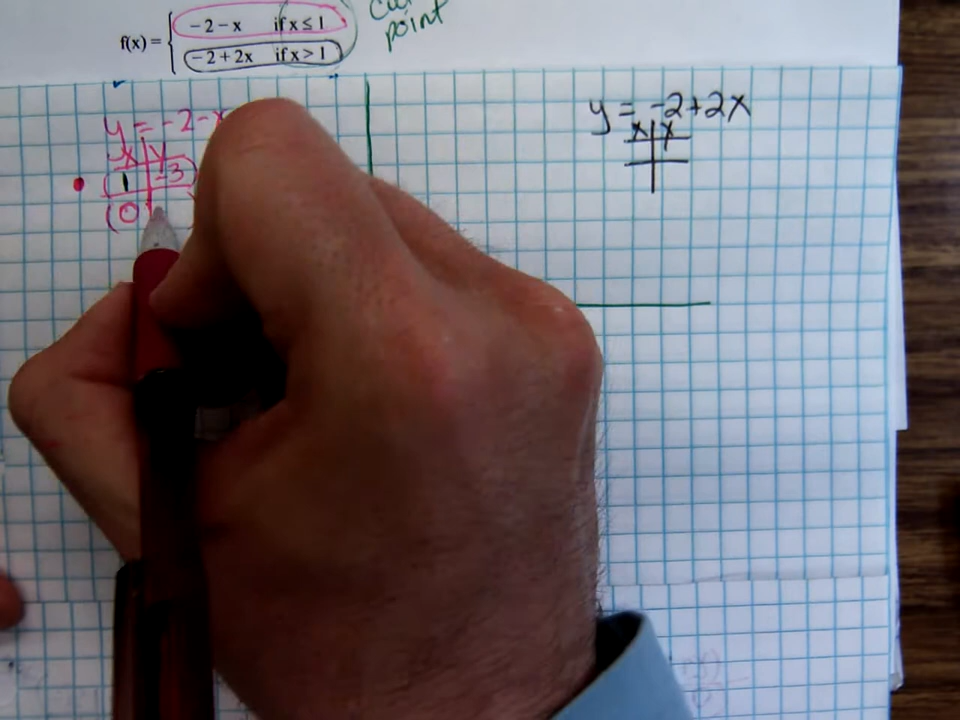 f(x) = { -2 - x if x ≤ 1
-2 + 2x if x > 1
point
y = -2 - x
x y
(1 -3)
(0
y = -2+2x
x